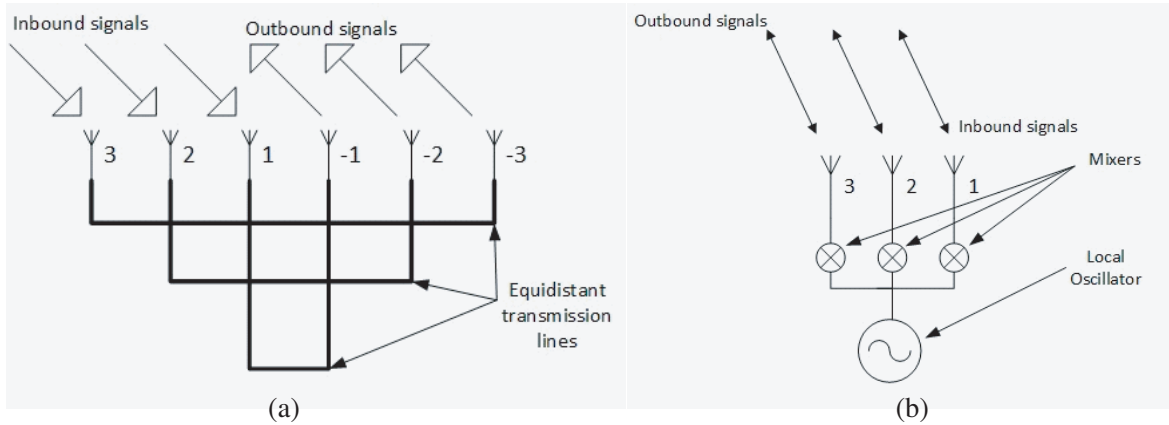 Inbound signals
Outbound signals
3
2
1
-1
-2
-3
Equidistant
transmission
lines
(a)
Outbound signals
Inbound signals
Mixers
3
2
1
Local
Oscillator
(b)